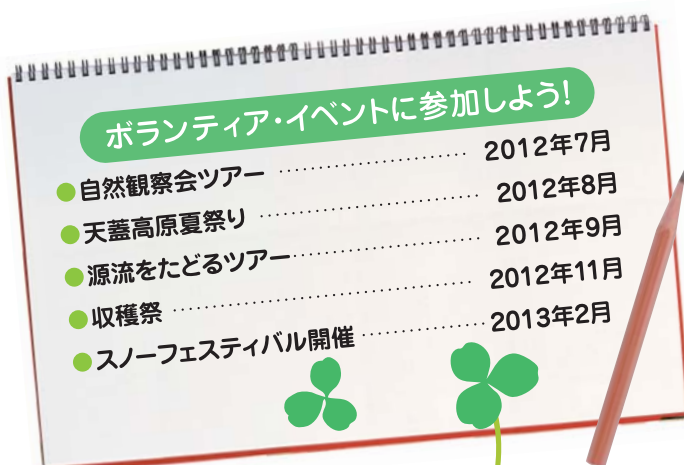 ボランティア・イベントに参加しよう!
●自然観察会ツアー ……………………… 2012年7月
●天蓋高原夏祭り ……………………… 2012年8月
●源流をたどるツアー……………………… 2012年9月
●収穫祭 ……………………… 2012年11月
●スノーフェスティバル開催 ……………… 2013年2月